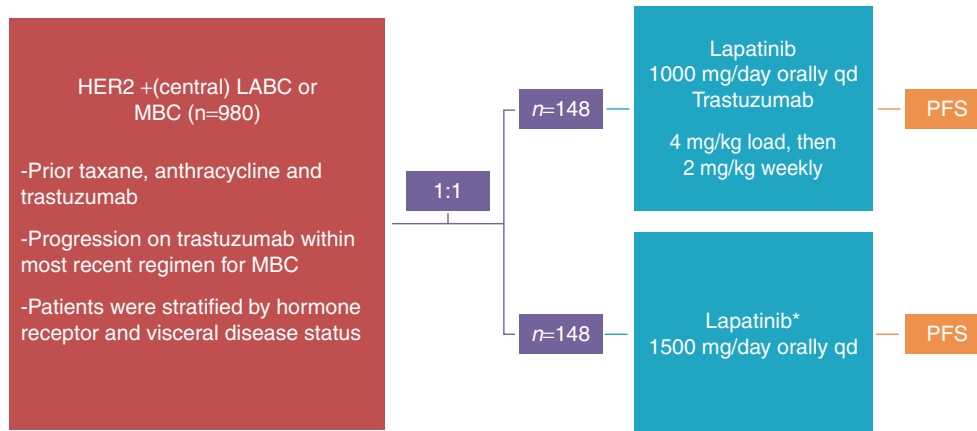 HER2 +(central) LABC or
MBC (n=980)
-Prior taxane, anthracycline and
trastuzumab
-Progression on trastuzumab within
most recent regimen for MBC
-Patients were stratified by hormone
receptor and visceral disease status
1:1
n=148
Lapatinib
1000 mg/day orally qd
Trastuzumab
4 mg/kg load, then
2 mg/kg weekly
PFS
n=148
Lapatinib*
1500 mg/day orally qd
PFS